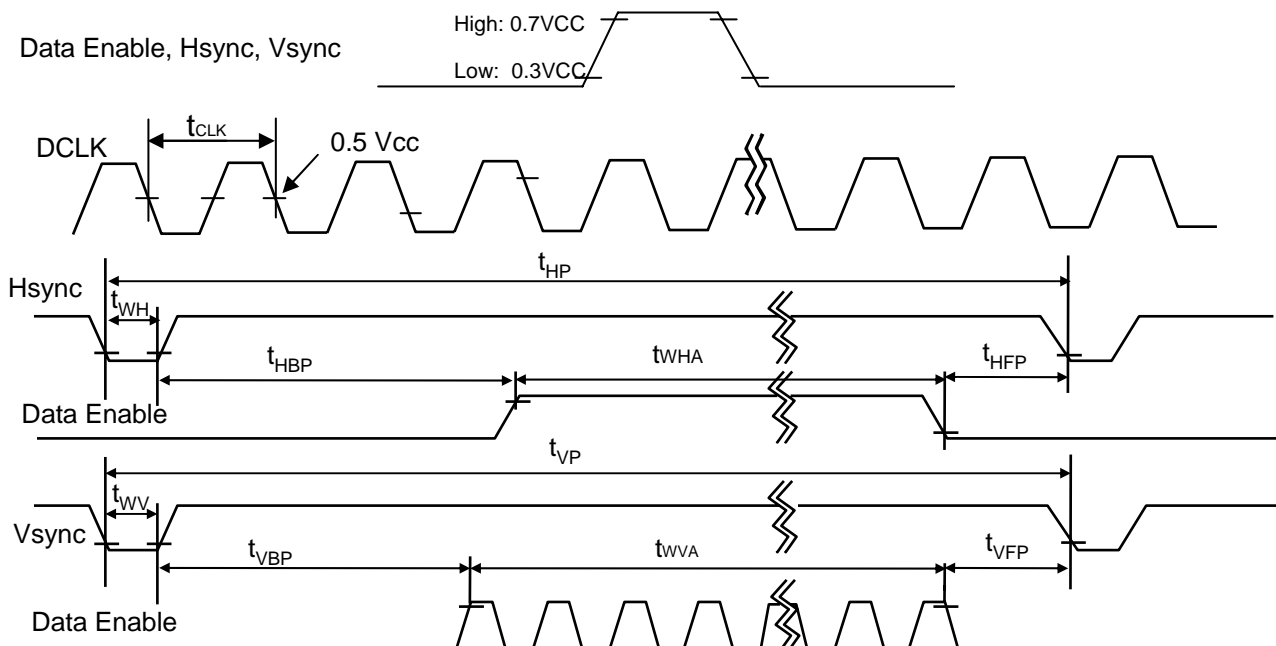 High: 0.7VCC
Data Enable, Hsync, Vsync
Low: 0.3VCC
tCLK
0.5 Vcc
DCLK
tHP
Hsync
tWH
tHBP
tWHA
tHFP
Data Enable
tVP
tWV
Vsync
tVBP
tWVA
tVFP
Data Enable